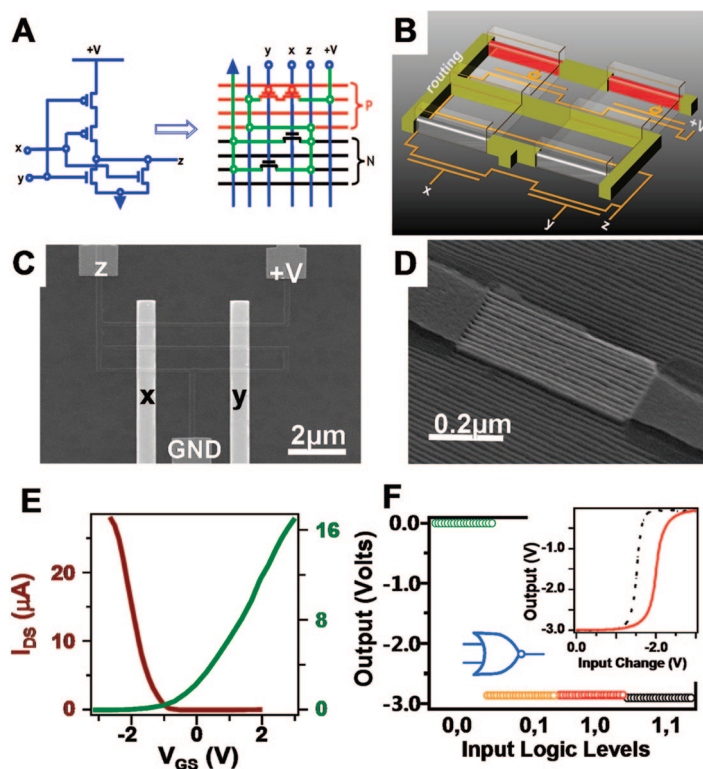 A
+V
x
y
z
y x z +V
P
N
B
routing
+V
x
y
z
C
z
+V
x
y
GND
2μm
D
0.2μm
E
I_DS (μA)
20
10
0
16
8
0
-2 0 2
V_GS (V)
F
Output (Volts)
0.0
-1.0
-2.0
-3.0
0,0 0,1 1,0 1,1
Input Logic Levels
Output (V)
-1.0
-2.0
-3.0
0.0 -2.0
Input Change (V)